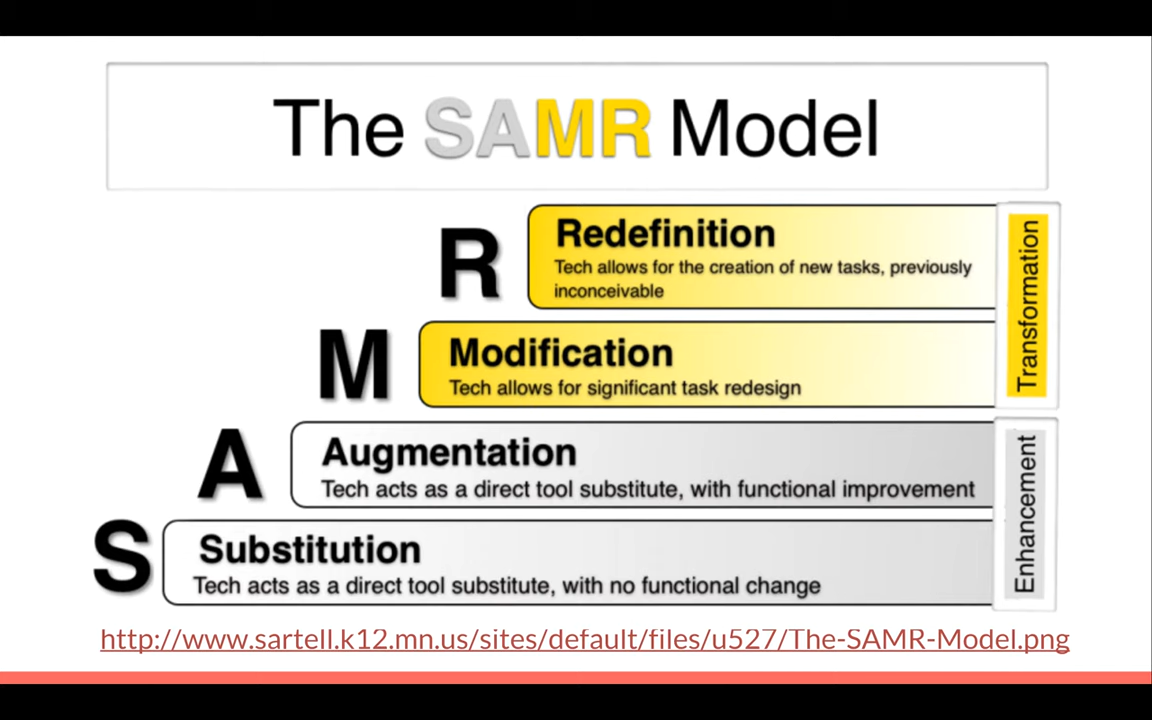 The SAMR Model
R
Redefinition
Tech allows for the creation of new tasks, previously
inconceivable
Transformation
M
Modification
Tech allows for significant task redesign
A
Augmentation
Tech acts as a direct tool substitute, with functional improvement
Enhancement
S
Substitution
Tech acts as a direct tool substitute, with no functional change
http://www.sartell.k12.mn.us/sites/default/files/u527/The-SAMR-Model.png